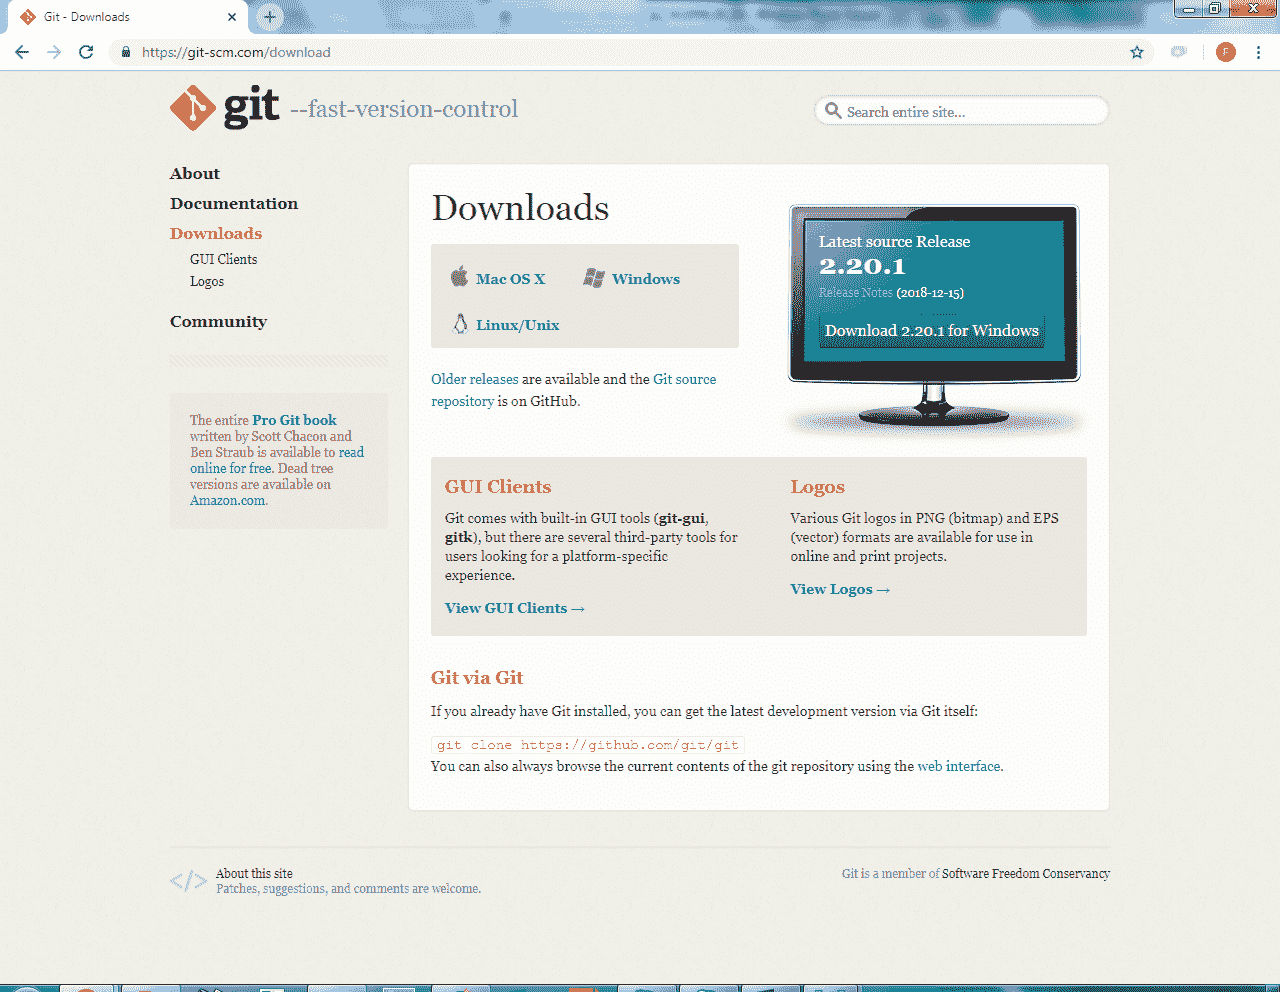 Git - Downloads
https://git-scm.com/download
F
git --fast-version-control
Search entire site...
About
Documentation
Downloads
GUI Clients
Logos
Community
The entire Pro Git book
written by Scott Chacon and
Ben Straub is available to read
online for free. Dead tree
versions are available on
Amazon.com.
Downloads
Mac OS X
Windows
Linux/Unix
Older releases are available and the Git source
repository is on GitHub.
Latest source Release
2.20.1
Release Notes (2018-12-15)
Download 2.20.1 for Windows
GUI Clients
Git comes with built-in GUI tools (git-gui,
gitk), but there are several third-party tools for
users looking for a platform-specific
experience.
View GUI Clients →
Logos
Various Git logos in PNG (bitmap) and EPS
(vector) formats are available for use in
online and print projects.
View Logos →
Git via Git
If you already have Git installed, you can get the latest development version via Git itself:
git clone https://github.com/git/git
You can also always browse the current contents of the git repository using the web interface.
</>
About this site
Patches, suggestions, and comments are welcome.
Git is a member of Software Freedom Conservancy